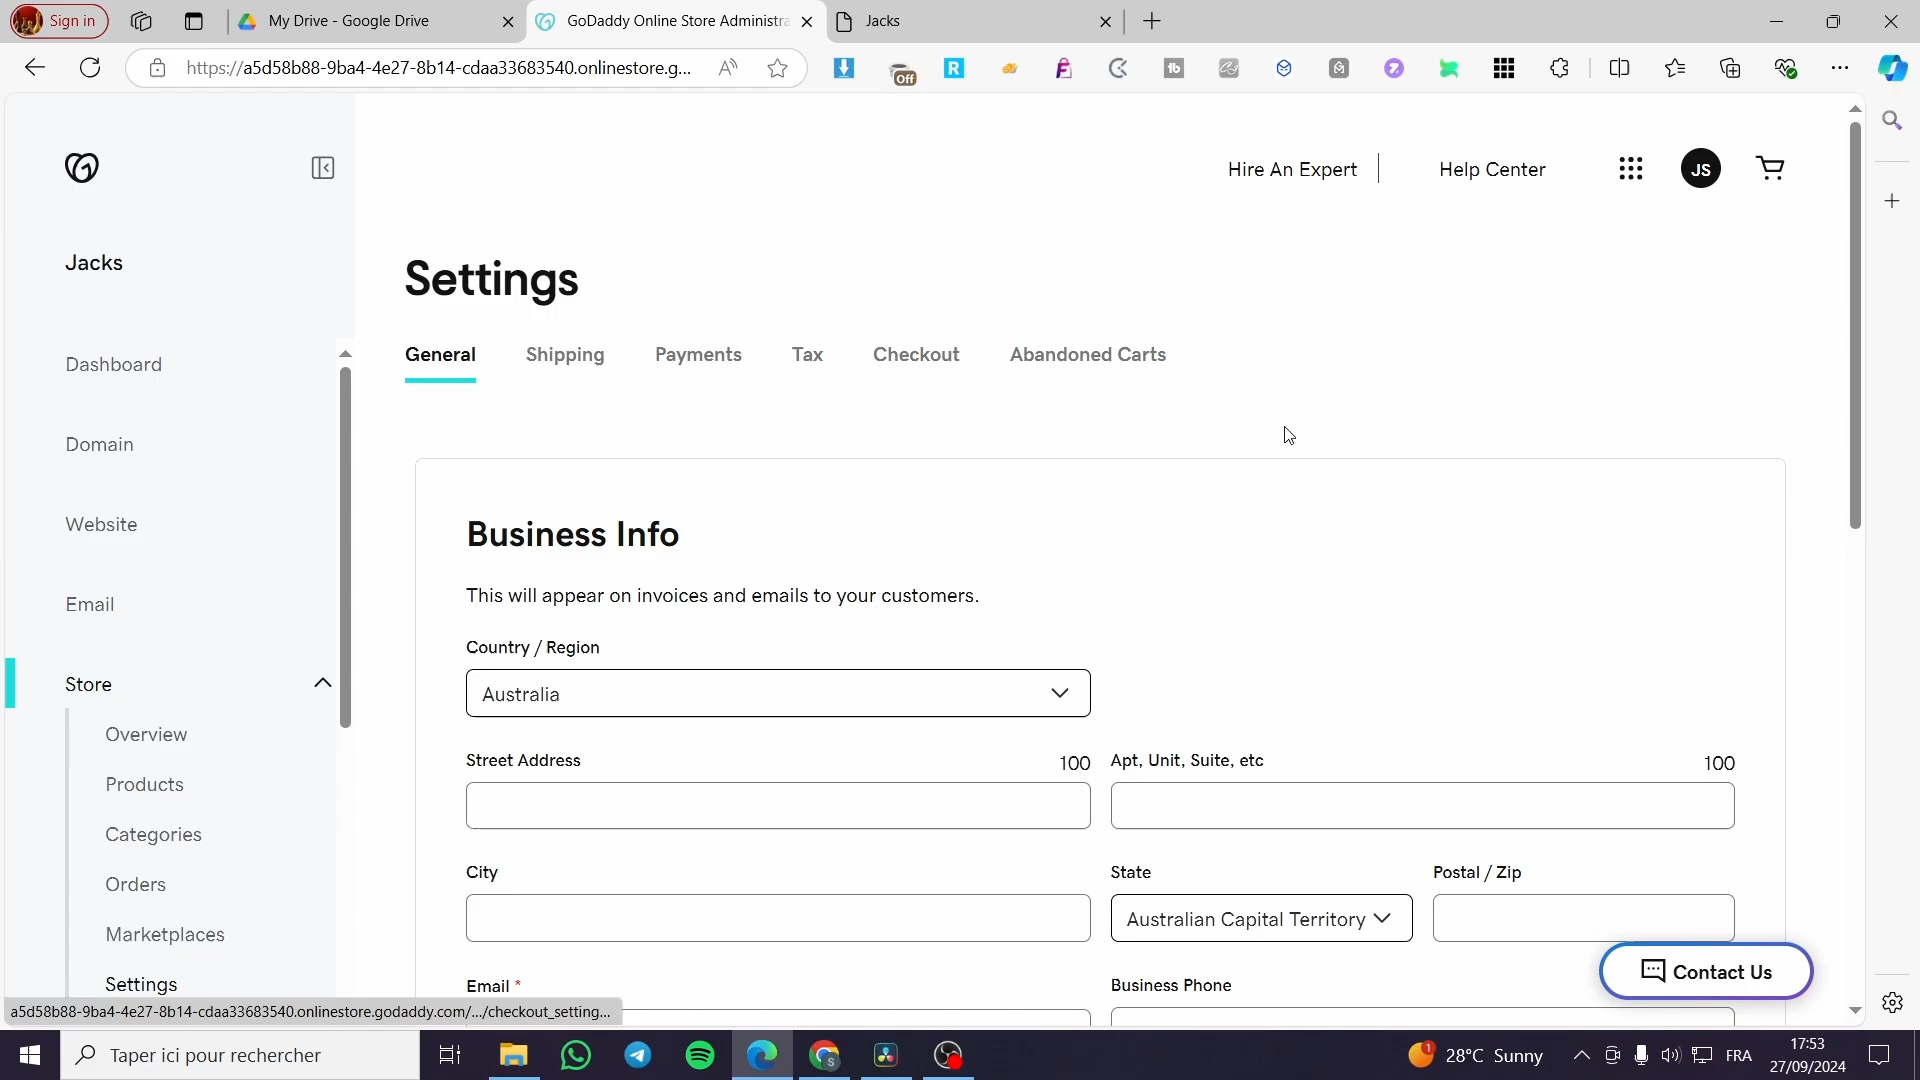 Sign in
My Drive - Google Drive
GoDaddy Online Store Administra
Jacks
https://a5d58b88-9ba4-4e27-8b14-cdaa33683540.onlinestore.g...
Off
Hire An Expert
Help Center
JS
Jacks
Settings
General
Shipping
Payments
Tax
Checkout
Abandoned Carts
Dashboard
Domain
Website
Email
Store
Overview
Products
Categories
Orders
Marketplaces
Settings
Business Info
This will appear on invoices and emails to your customers.
Country / Region
Australia
Street Address
100
Apt, Unit, Suite, etc
100
City
State
Postal / Zip
Australian Capital Territory
Email *
Business Phone
Contact Us
a5d58b88-9ba4-4e27-8b14-cdaa33683540.onlinestore.godaddy.com/.../checkout_setting...
Taper ici pour rechercher
1
28°C Sunny
FRA
17:53
27/09/2024